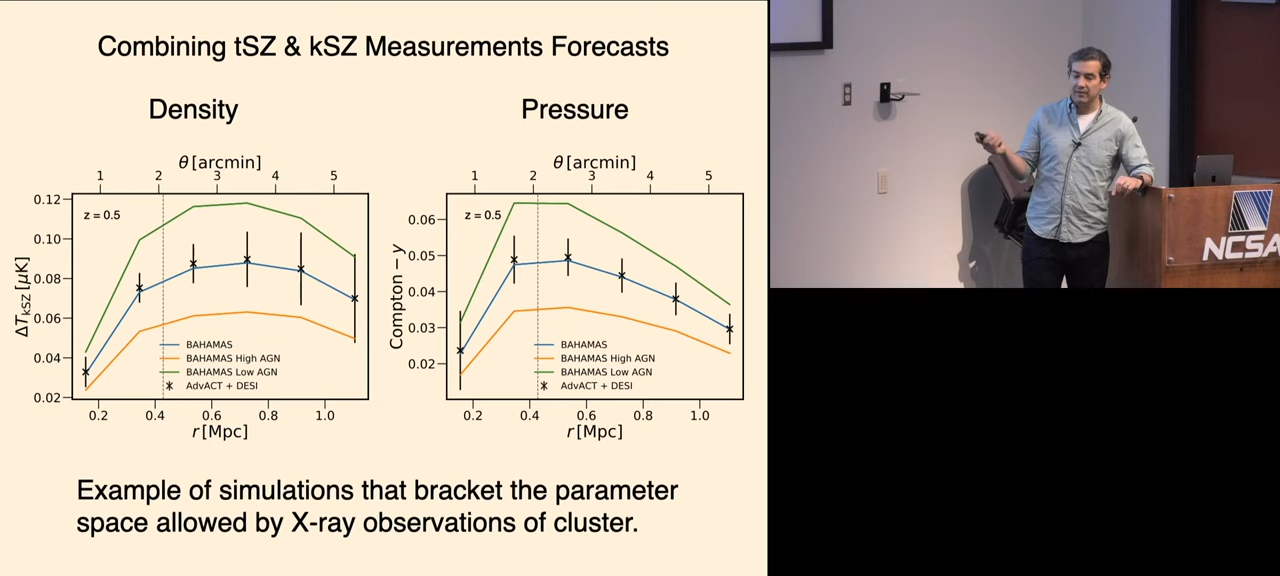 Combining tSZ & kSZ Measurements Forecasts
Density
θ [arcmin]
1 2 3 4 5
0.12
0.10
0.08
0.06
0.04
0.02
ΔT_kSZ [μK]
z = 0.5
BAHAMAS
BAHAMAS High AGN
BAHAMAS Low AGN
AdvACT + DESI
0.2 0.4 0.6 0.8 1.0
r [Mpc]
Pressure
θ [arcmin]
1 2 3 4 5
0.06
0.05
0.04
0.03
0.02
Compton − y
z = 0.5
BAHAMAS
BAHAMAS High AGN
BAHAMAS Low AGN
AdvACT + DESI
0.2 0.4 0.6 0.8 1.0
r [Mpc]
Example of simulations that bracket the parameter
space allowed by X-ray observations of cluster.
NCSA